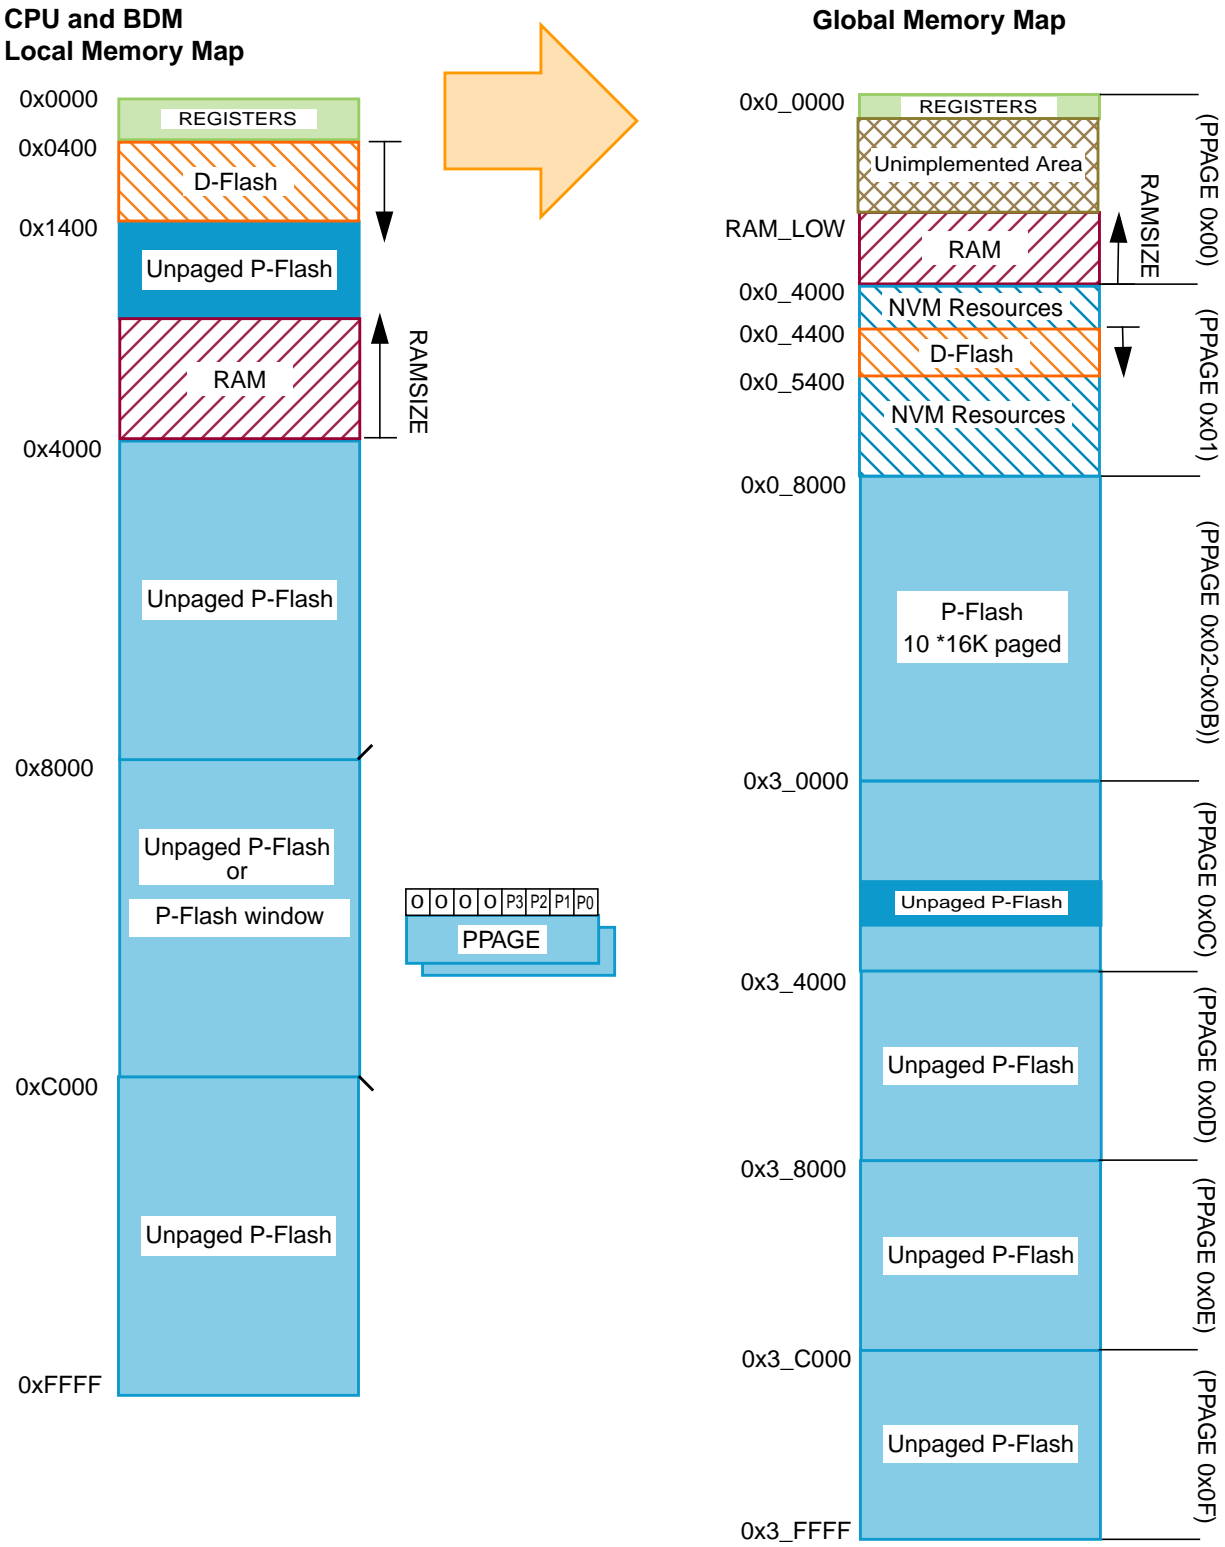 CPU and BDM
Local Memory Map
0x0000
REGISTERS
0x0400
D-Flash
0x1400
Unpaged P-Flash
RAM
RAMSIZE
0x4000
Unpaged P-Flash
0x8000
Unpaged P-Flash
or
P-Flash window
0 0 0 0 P3 P2 P1 P0
PPAGE
0xC000
Unpaged P-Flash
0xFFFF
Global Memory Map
0x0_0000
REGISTERS
Unimplemented Area
RAM_LOW
RAM
RAMSIZE
(PPAGE 0x00)
0x0_4000
NVM Resources
0x0_4400
D-Flash
0x0_5400
NVM Resources
(PPAGE 0x01)
0x0_8000
P-Flash
10 *16K paged
(PPAGE 0x02-0x0B))
0x3_0000
Unpaged P-Flash
(PPAGE 0x0C)
0x3_4000
Unpaged P-Flash
(PPAGE 0x0D)
0x3_8000
Unpaged P-Flash
(PPAGE 0x0E)
0x3_C000
Unpaged P-Flash
(PPAGE 0x0F)
0x3_FFFF